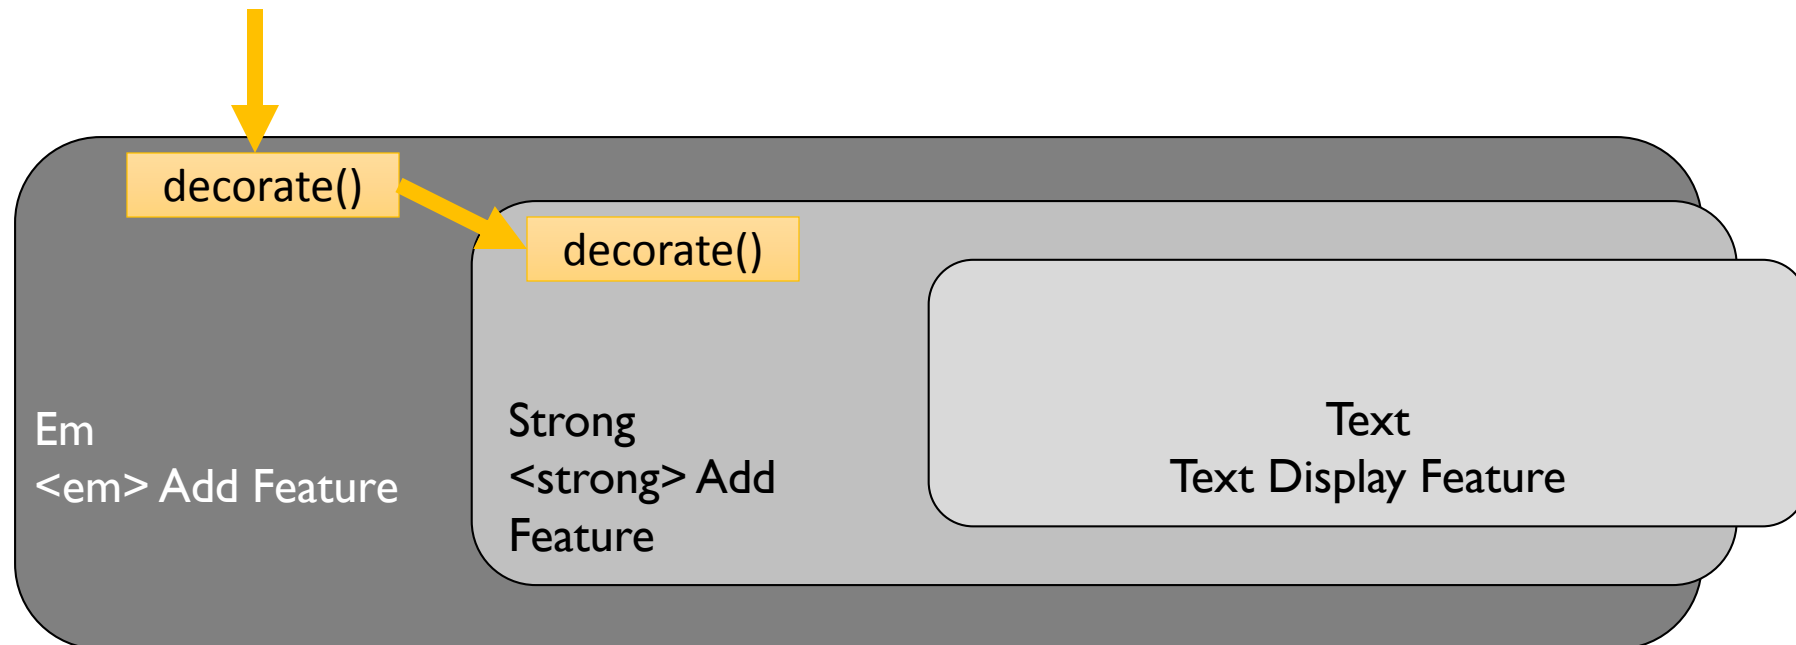 decorate()
decorate()
Em
<em> Add Feature
Strong
<strong> Add
Feature
Text
Text Display Feature